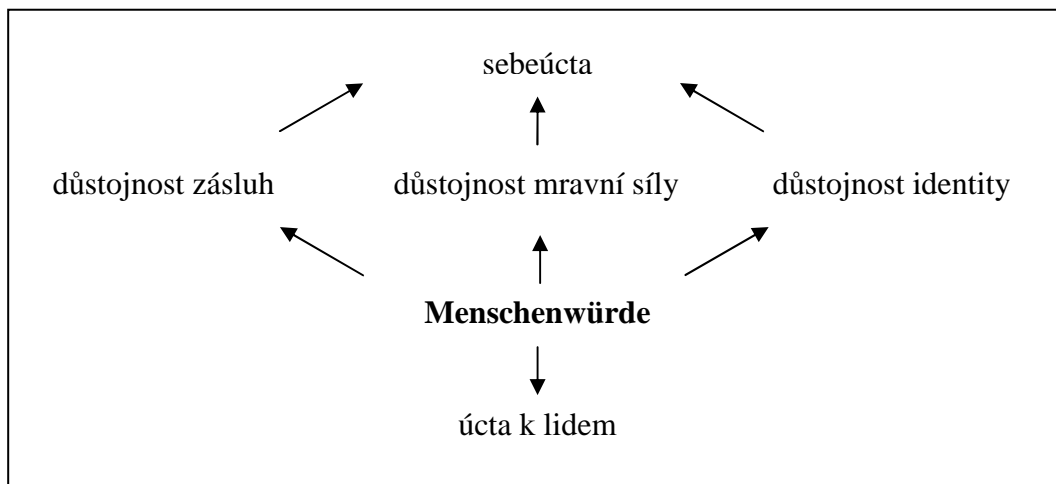 sebeúcta
důstojnost zásluh důstojnost mravní síly důstojnost identity
Menschenwürde
úcta k lidem